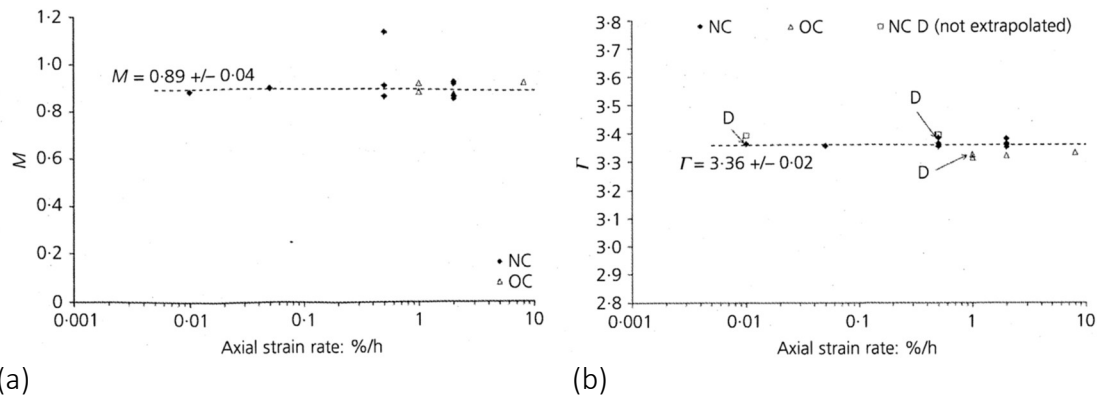 1·2
1·0
0·8
0·6
0·4
0·2
0
M
M = 0·89 +/– 0·04
NC
OC
0·01
0·01
0·1
1
10
Axial strain rate: %/h
(a)
3·8
3·7
3·6
3·5
3·4
3·3
3·2
3·1
3·0
2·9
2·8
Γ
NC OC NC D (not extrapolated)
D
D
D
Γ = 3·36 +/– 0·02
0·001
0·01
0·1
1
10
Axial strain rate: %/h
(b)